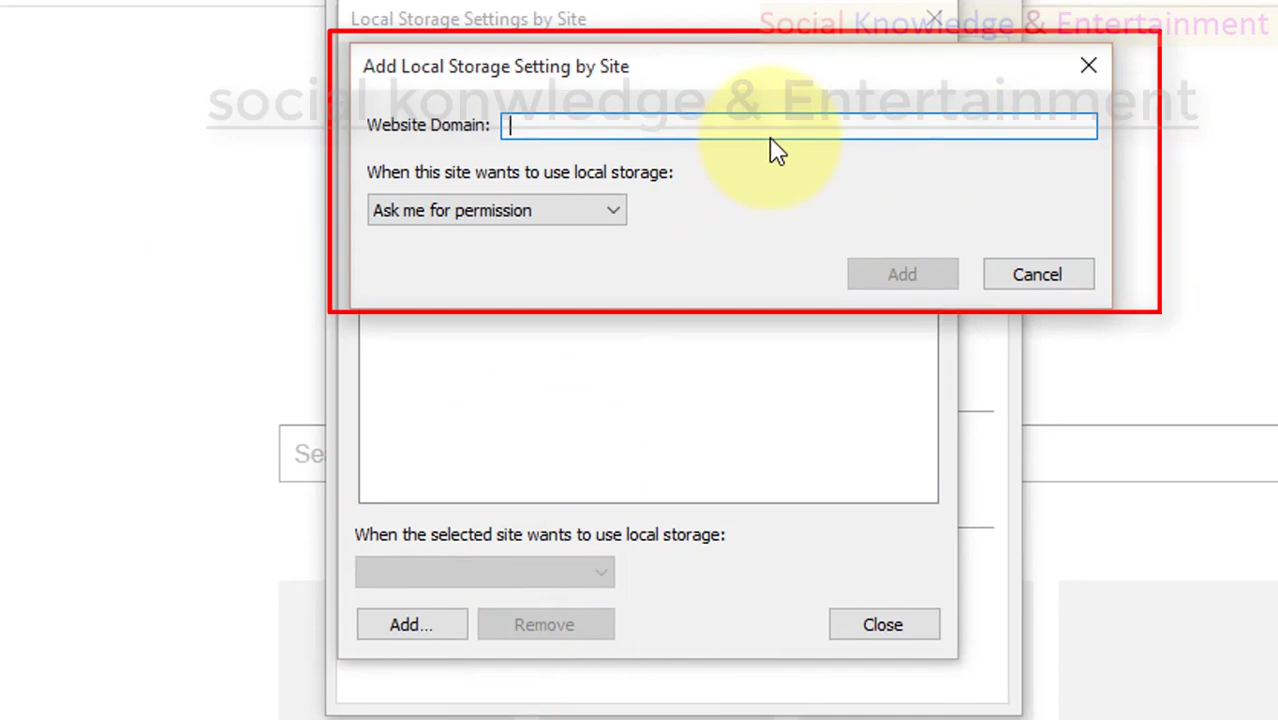 Local Storage Settings by Site
Social Knowledge & Entertainment
Add Local Storage Setting by Site
social konwledge & Entertainment
Website Domain:
When this site wants to use local storage:
Ask me for permission
Add
Cancel
When the selected site wants to use local storage:
Add...
Remove
Close